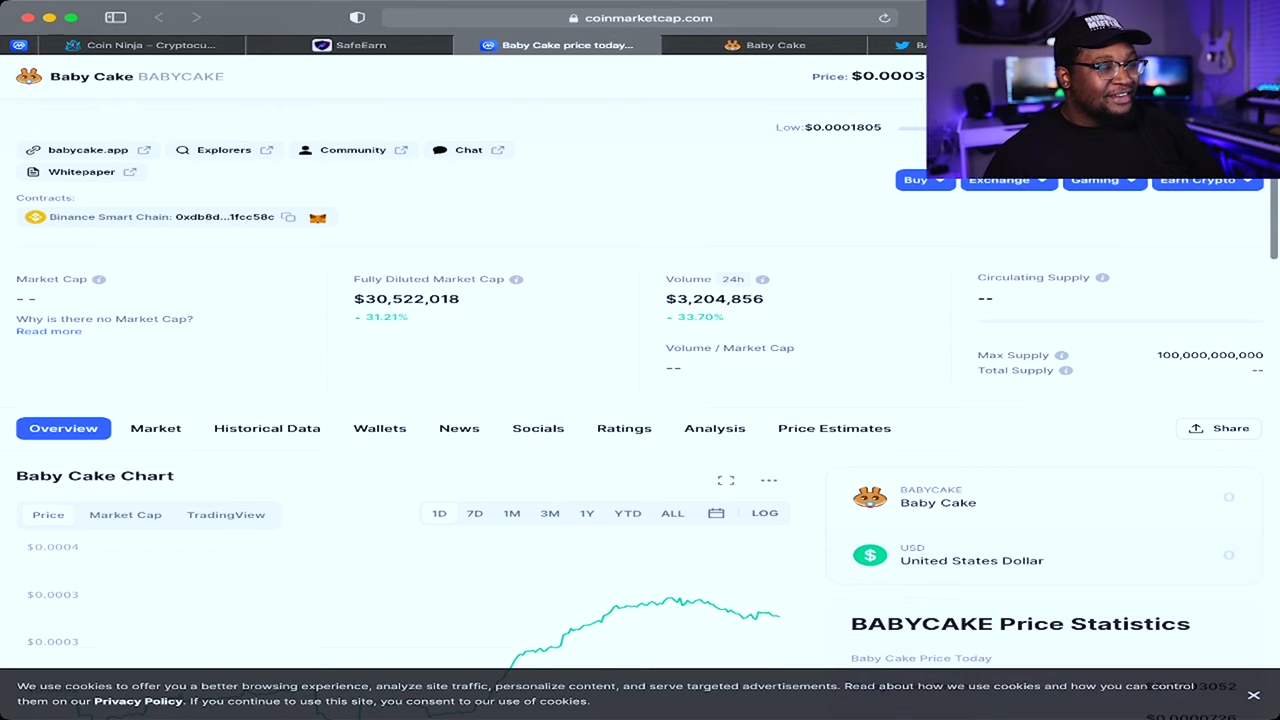 coinmarketcap.com
Coin Ninja – Cryptocu...
SafeEarn
Baby Cake price today...
Baby Cake
Baby Cake BABYCAKE
Price: $0.0003
Low:$0.0001805
babycake.app
Explorers
Community
Chat
Whitepaper
Buy
Exchange
Gaming
Earn Crypto
Contracts:
Binance Smart Chain: 0xdb8d...1fcc58c
Market Cap
- -
Why is there no Market Cap?
Read more
Fully Diluted Market Cap
$30,522,018
31.21%
Volume 24h
$3,204,856
33.70%
Volume / Market Cap
--
Circulating Supply
--
Max Supply 100,000,000,000
Total Supply --
Overview
Market
Historical Data
Wallets
News
Socials
Ratings
Analysis
Price Estimates
Share
Baby Cake Chart
Price
Market Cap
TradingView
1D
7D
1M
3M
1Y
YTD
ALL
LOG
$0.0004
$0.0003
$0.0003
BABYCAKE
Baby Cake
0
USD
United States Dollar
0
BABYCAKE Price Statistics
Baby Cake Price Today
We use cookies to offer you a better browsing experience, analyze site traffic, personalize content, and serve targeted advertisements. Read about how we use cookies and how you can control
them on our Privacy Policy. If you continue to use this site, you consent to our use of cookies.